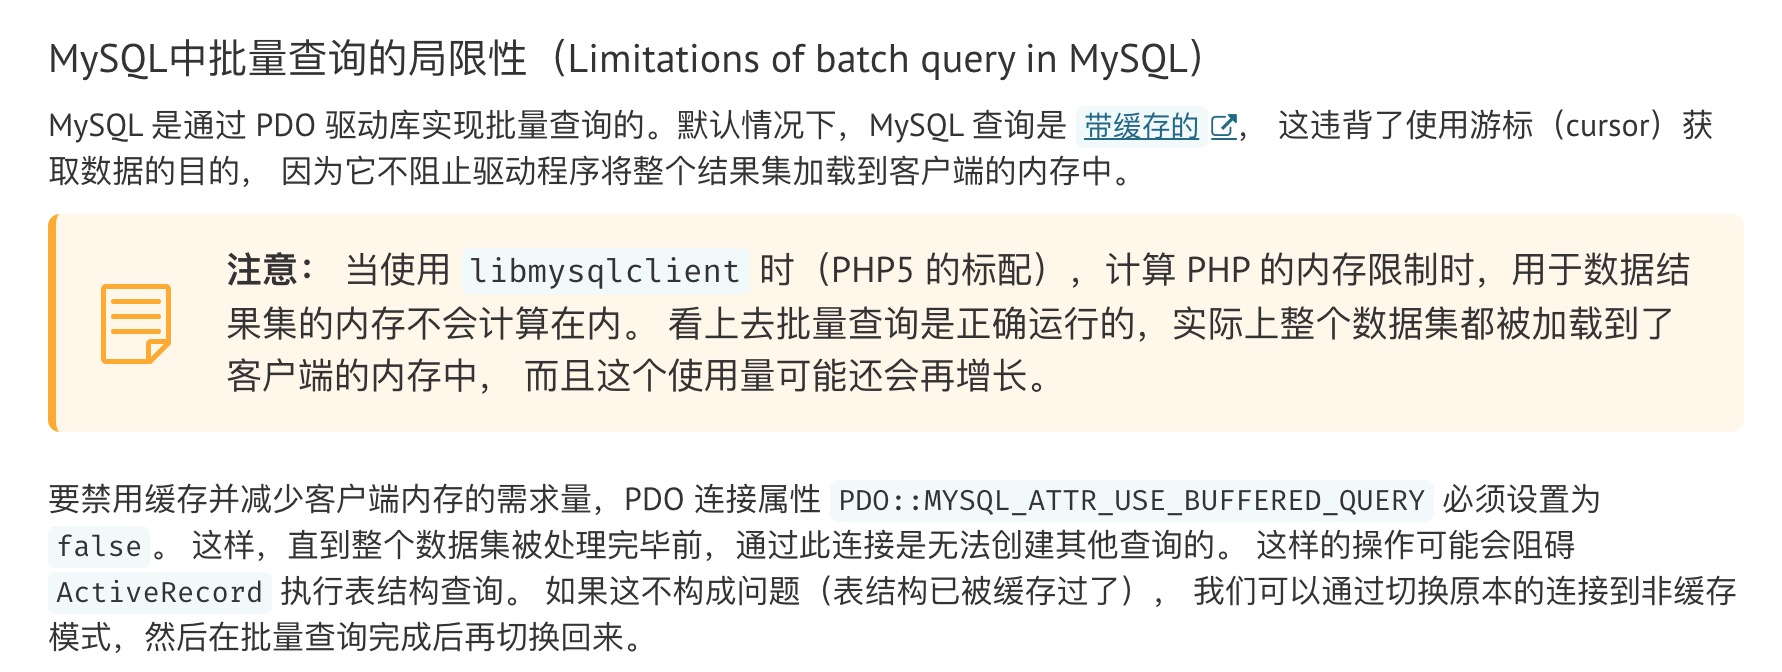 MySQL中批量查询的局限性（Limitations of batch query in MySQL）
MySQL 是通过 PDO 驱动库实现批量查询的。默认情况下，MySQL 查询是 带缓存的， 这违背了使用游标（cursor）获
取数据的目的， 因为它不阻止驱动程序将整个结果集加载到客户端的内存中。
注意： 当使用 libmysqlclient 时（PHP5 的标配），计算 PHP 的内存限制时，用于数据结
果集的内存不会计算在内。 看上去批量查询是正确运行的，实际上整个数据集都被加载到了
客户端的内存中， 而且这个使用量可能还会再增长。
要禁用缓存并减少客户端内存的需求量，PDO 连接属性 PDO::MYSQL_ATTR_USE_BUFFERED_QUERY 必须设置为
false。 这样，直到整个数据集被处理完毕前，通过此连接是无法创建其他查询的。 这样的操作可能会阻碍
ActiveRecord 执行表结构查询。 如果这不构成问题（表结构已被缓存过了）， 我们可以通过切换原本的连接到非缓存
模式，然后在批量查询完成后再切换回来。